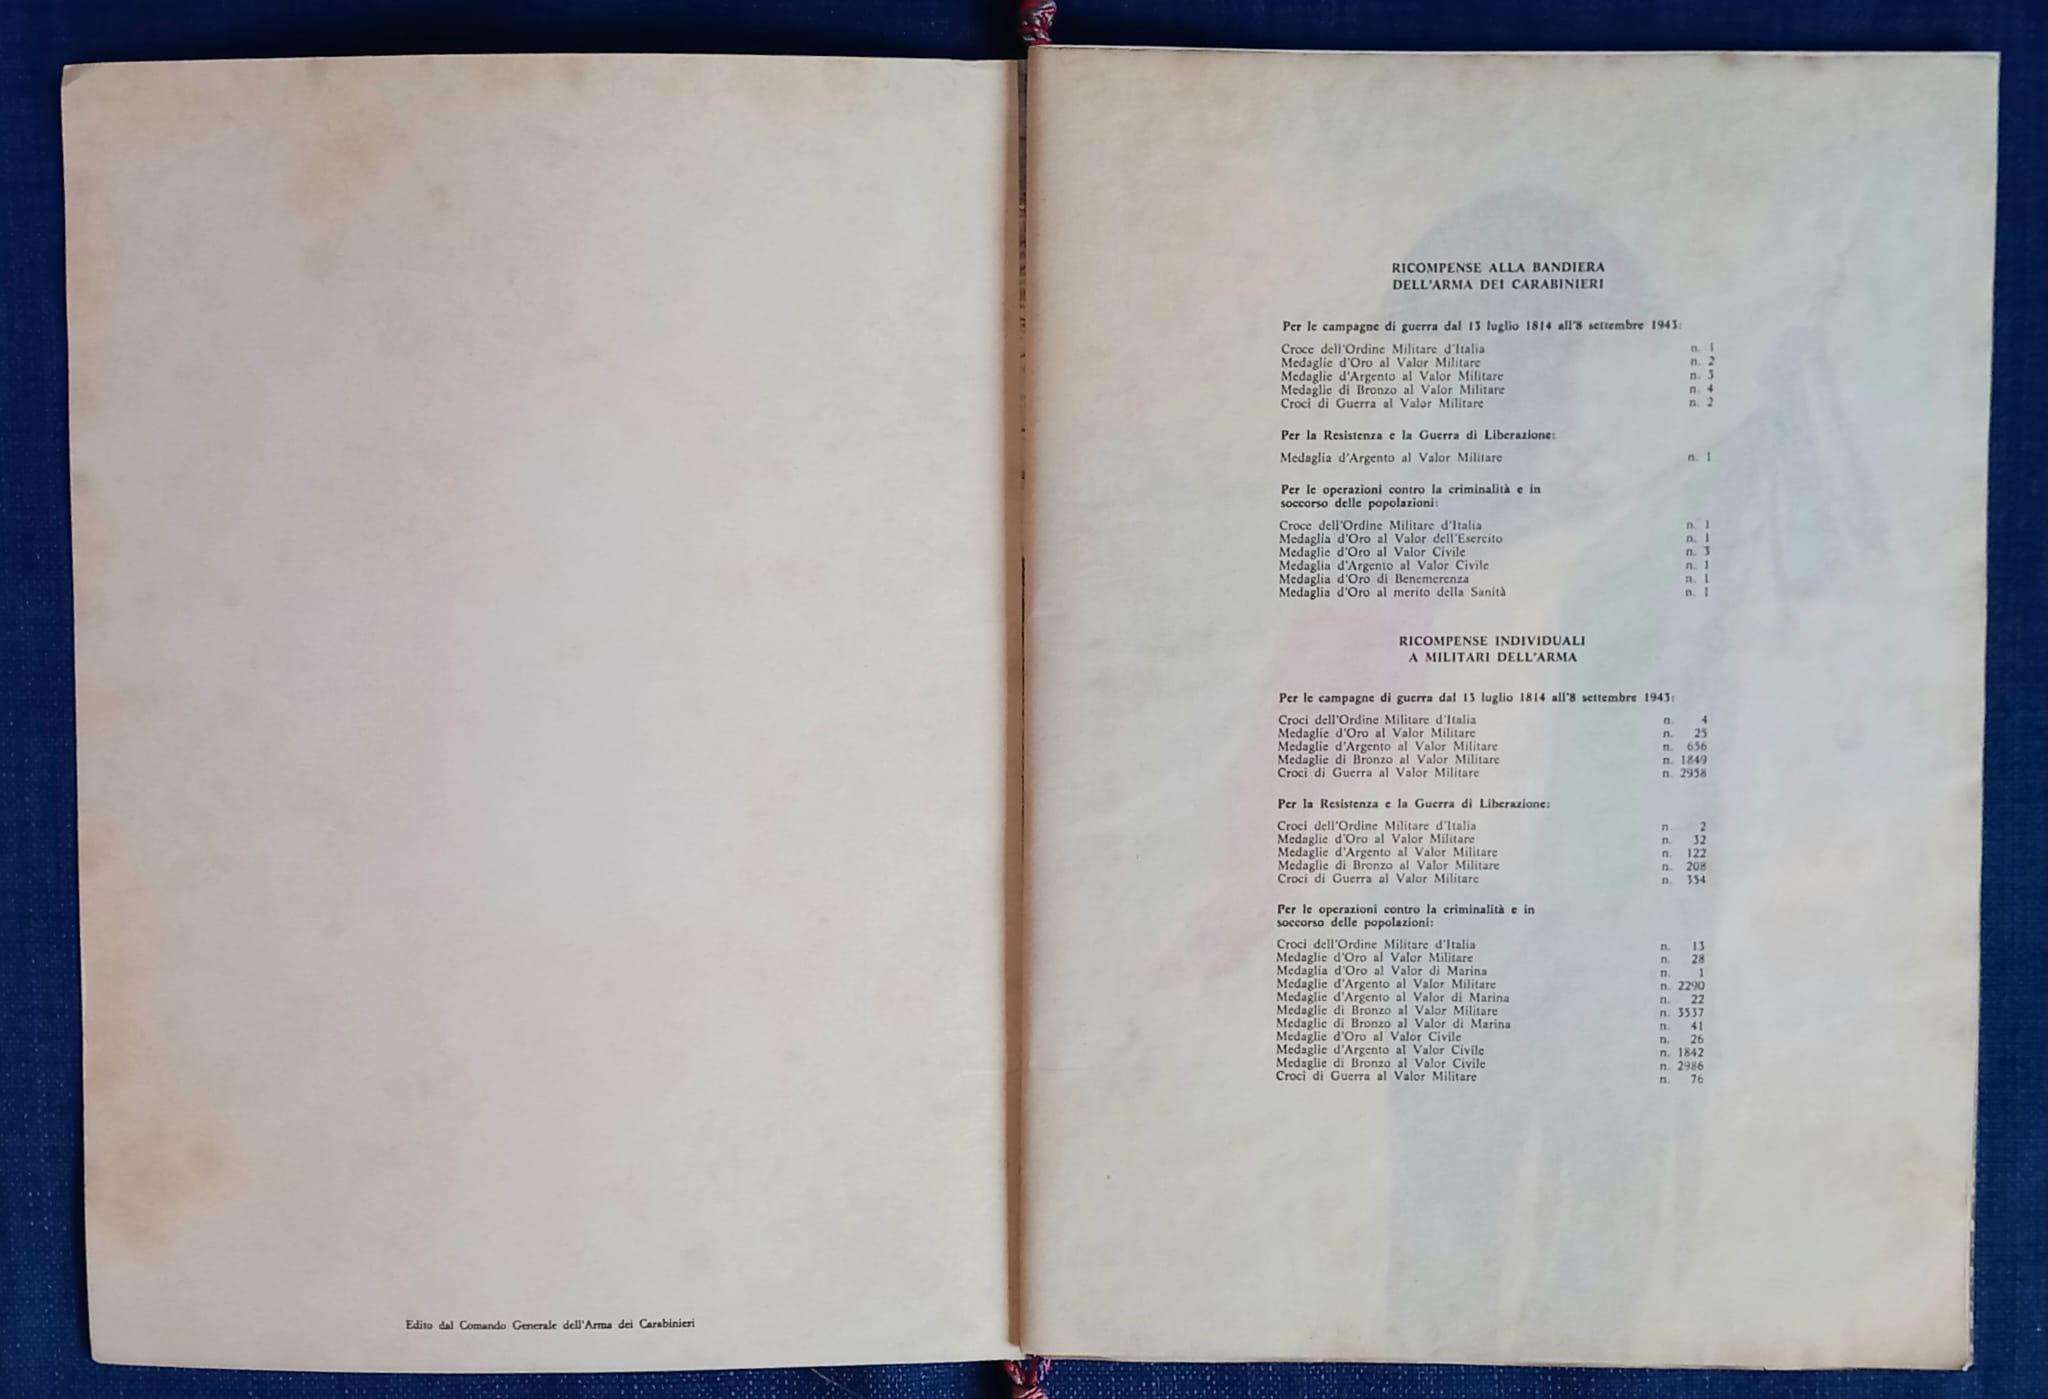 Edito dal Comando Generale dell'Arma dei Carabinieri
RICOMPENSE ALLA BANDIERA
DELL'ARMA DEI CARABINIERI
Per le campagne di guerra dal 13 luglio 1814 all'8 settembre 1943:
Croce dell'Ordine Militare d'Italia n. 1
Medaglie d'Oro al Valor Militare n. 2
Medaglie d'Argento al Valor Militare n. 3
Medaglie di Bronzo al Valor Militare n. 4
Croci di Guerra al Valor Militare n. 2
Per la Resistenza e la Guerra di Liberazione:
Medaglia d'Argento al Valor Militare n. 1
Per le operazioni contro la criminalità e in
soccorso delle popolazioni:
Croce dell'Ordine Militare d'Italia n. 1
Medaglia d'Oro al Valor dell'Esercito n. 1
Medaglie d'Oro al Valor Civile n. 3
Medaglia d'Argento al Valor Civile n. 1
Medaglia d'Oro di Benemerenza n. 1
Medaglia d'Oro al merito della Sanità n. 1
RICOMPENSE INDIVIDUALI
A MILITARI DELL'ARMA
Per le campagne di guerra dal 13 luglio 1814 all'8 settembre 1943:
Croci dell'Ordine Militare d'Italia n. 4
Medaglie d'Oro al Valor Militare n. 25
Medaglie d'Argento al Valor Militare n. 656
Medaglie di Bronzo al Valor Militare n. 1849
Croci di Guerra al Valor Militare n. 2958
Per la Resistenza e la Guerra di Liberazione:
Croci dell'Ordine Militare d'Italia n. 2
Medaglie d'Oro al Valor Militare n. 32
Medaglie d'Argento al Valor Militare n. 122
Medaglie di Bronzo al Valor Militare n. 208
Croci di Guerra al Valor Militare n. 354
Per le operazioni contro la criminalità e in
soccorso delle popolazioni:
Croci dell'Ordine Militare d'Italia n. 13
Medaglie d'Oro al Valor Militare n. 28
Medaglia d'Oro al Valor di Marina n. 1
Medaglie d'Argento al Valor Militare n. 2290
Medaglie d'Argento al Valor di Marina n. 22
Medaglie di Bronzo al Valor Militare n. 3537
Medaglie di Bronzo al Valor di Marina n. 41
Medaglie d'Oro al Valor Civile n. 26
Medaglie d'Argento al Valor Civile n. 1842
Medaglie di Bronzo al Valor Civile n. 2986
Croci di Guerra al Valor Militare n. 76